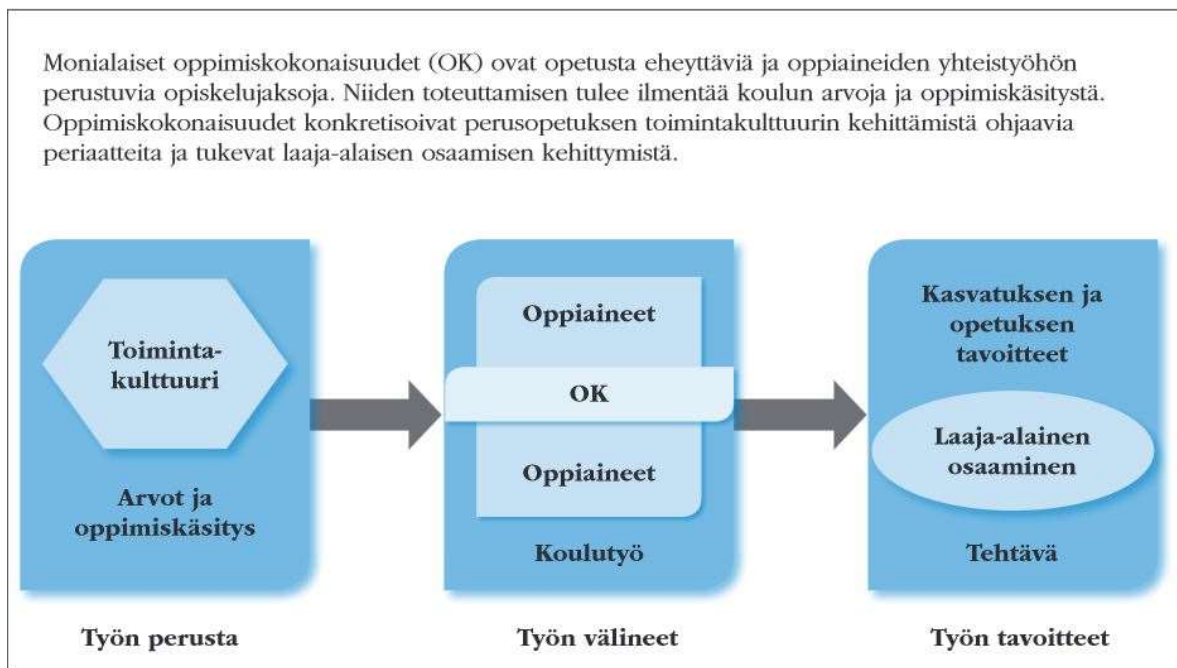 Monialaiset oppimiskokonaisuudet (OK) ovat opetusta eheyttäviä ja oppiaineiden yhteistyöhön
perustuvia opiskelujaksoja. Niiden toteuttamisen tulee ilmentää koulun arvoja ja oppimiskäsitystä.
Oppimiskokonaisuudet konkretisoivat perusopetuksen toimintakulttuurin kehittämistä ohjaavia
periaatteita ja tukevat laaja-alaisen osaamisen kehittymistä.
Toiminta-
kulttuuri
Arvot ja
oppimiskäsitys
Työn perusta
Oppiaineet
OK
Oppiaineet
Koulutyö
Työn välineet
Kasvatuksen ja
opetuksen
tavoitteet
Laaja-alainen
osaaminen
Tehtävä
Työn tavoitteet